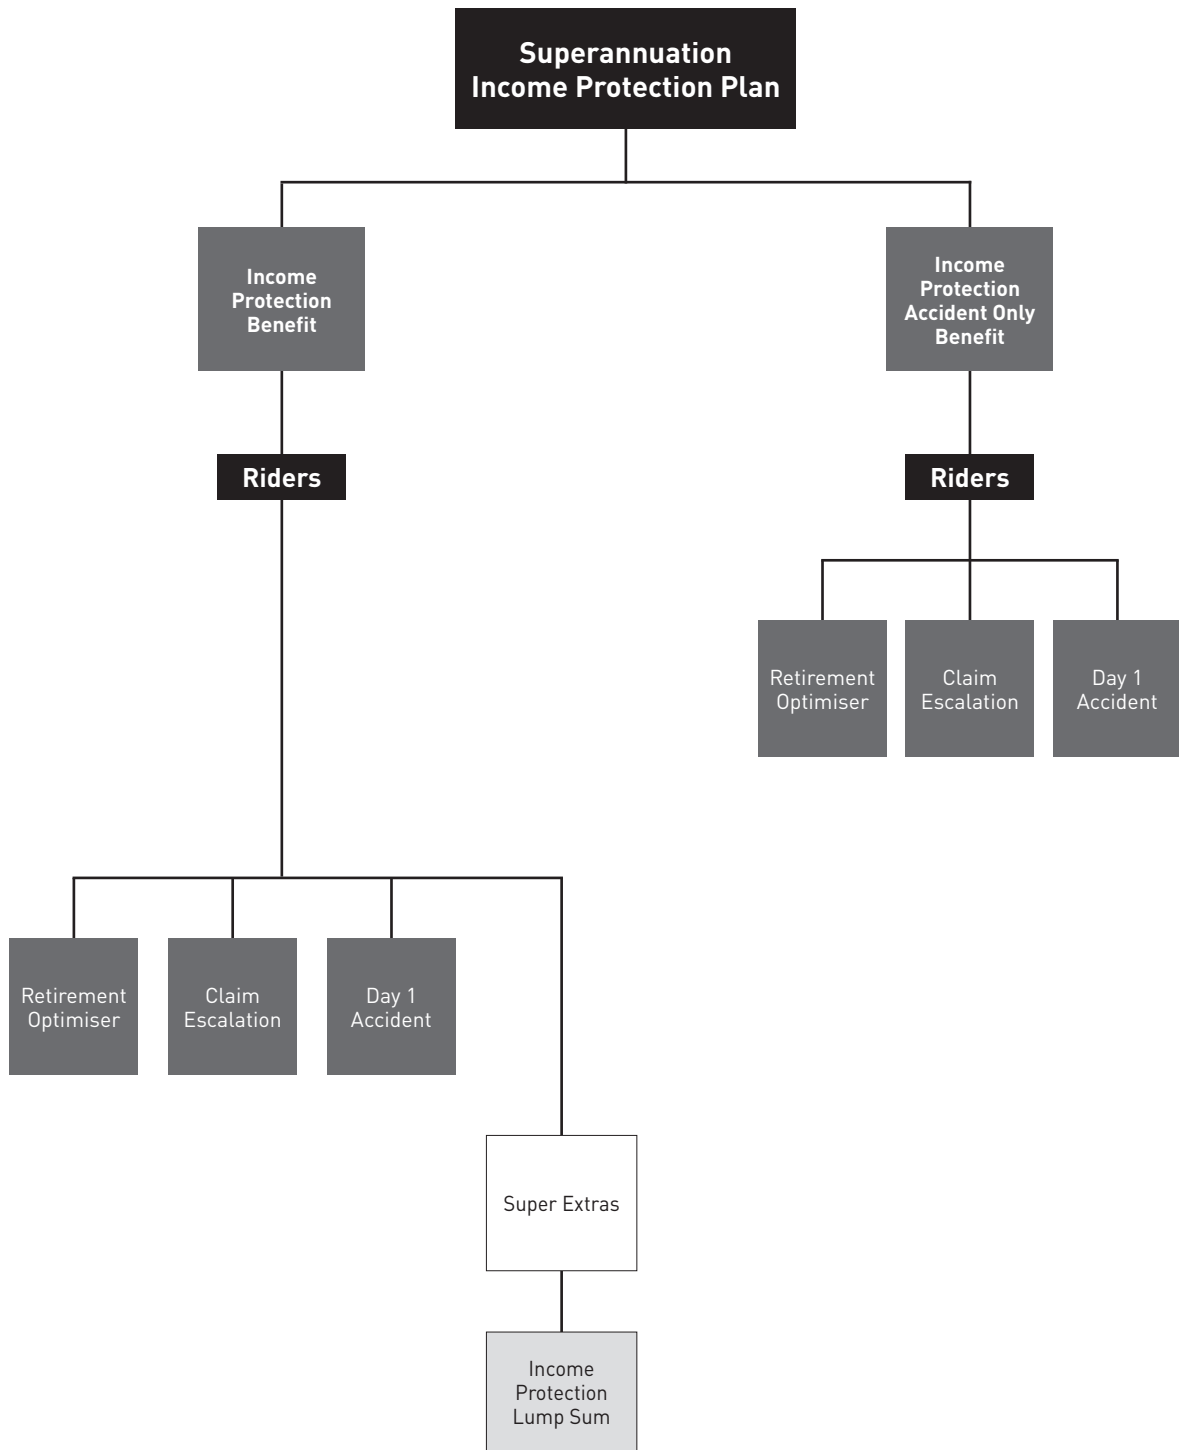 Superannuation
Income Protection Plan
Income
Protection
Benefit
Income
Protection
Accident Only
Benefit
Riders
Riders
Retirement
Optimiser
Claim
Escalation
Day 1
Accident
Retirement
Optimiser
Claim
Escalation
Day 1
Accident
Super Extras
Income
Protection
Lump Sum